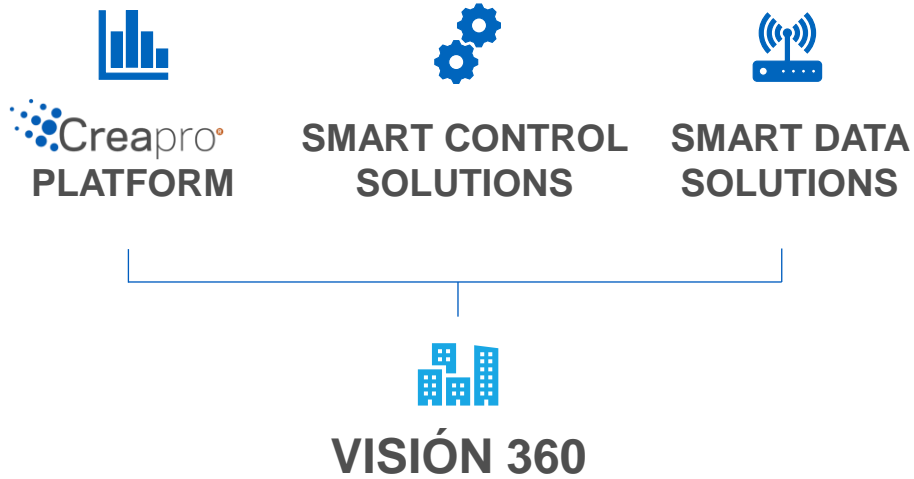 Creapro
PLATFORM
SMART CONTROL
SOLUTIONS
SMART DATA
SOLUTIONS
VISIÓN 360